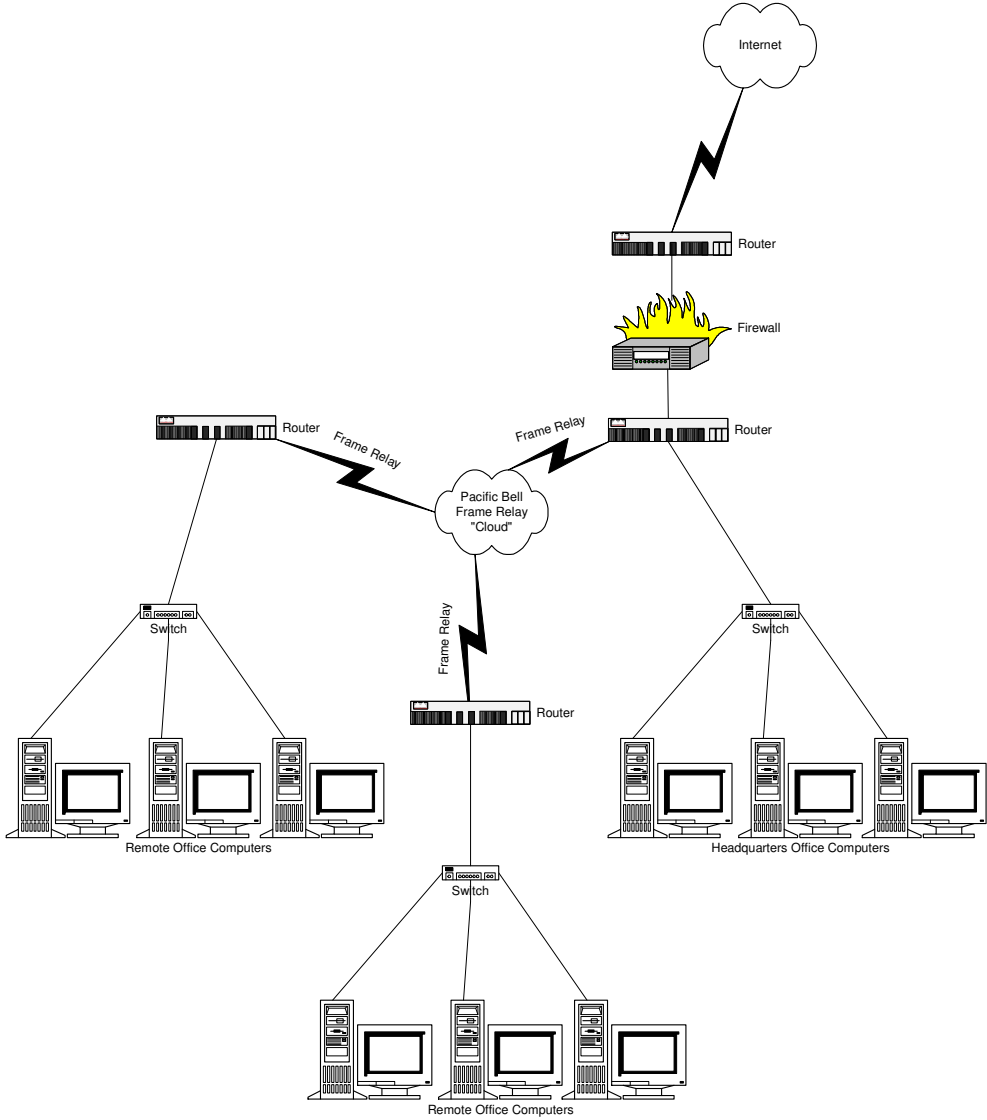 Internet
Router
Firewall
Router
Frame Relay
Frame Relay
Router
Pacific Bell
Frame Relay
"Cloud"
Switch
Frame Relay
Switch
Router
Remote Office Computers
Headquarters Office Computers
Switch
Remote Office Computers